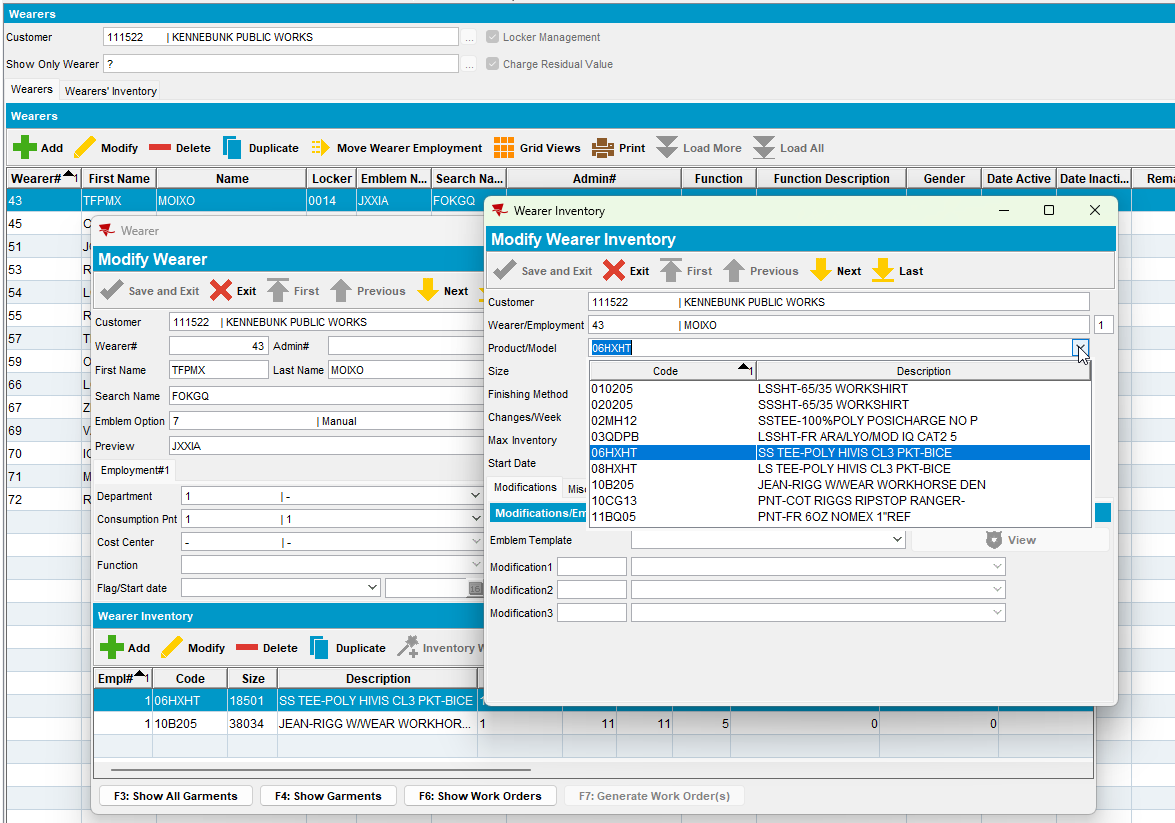 Wearers
Customer 111522 | KENNEBUNK PUBLIC WORKS ... Locker Management
Show Only Wearer ? ... Charge Residual Value
Wearers Wearers' Inventory
Wearers
Add Modify Delete Duplicate Move Wearer Employment Grid Views Print Load More Load All
Wearer# 1 First Name Name Locker Emblem N... Search Na... Admin# Function Function Description Gender Date Active Date Inacti... Rema
43 TFPMX MOIXO 0014 JXXIA FOKGQ
45
51
53
54
55
57
59
66
67
69
70
71
72
Wearer
Modify Wearer
Save and Exit Exit First Previous Next
Customer 111522 | KENNEBUNK PUBLIC WORKS
Wearer# 43 Admin#
First Name TFPMX Last Name MOIXO
Search Name FOKGQ
Emblem Option 7 | Manual
Preview JXXIA
Employment#1
Department 1 | -
Consumption Pnt 1 | 1
Cost Center - | -
Function
Flag/Start date 15
Wearer Inventory
Add Modify Delete Duplicate Inventory W
Empl# 1 Code Size Description
1 06HXHT 18501 SS TEE-POLY HIVIS CL3 PKT-BICE 1
1 10B205 38034 JEAN-RIGG W/WEAR WORKHOR... 1 11 11 5 0 0
F3: Show All Garments F4: Show Garments F6: Show Work Orders F7: Generate Work Order(s)
Wearer Inventory
Modify Wearer Inventory
Save and Exit Exit First Previous Next Last
Customer 111522 | KENNEBUNK PUBLIC WORKS
Wearer/Employment 43 | MOIXO 1
Product/Model 06HXHT
Size
Finishing Method
Changes/Week
Max Inventory
Start Date
Code 1 Description
010205 LSSHT-65/35 WORKSHIRT
020205 SSSHT-65/35 WORKSHIRT
02MH12 SSTEE-100%POLY POSICHARGE NO P
03QDPB LSSHT-FR ARA/LYO/MOD IQ CAT2 5
06HXHT SS TEE-POLY HIVIS CL3 PKT-BICE
08HXHT LS TEE-POLY HIVIS CL3 PKT-BICE
10B205 JEAN-RIGG W/WEAR WORKHORSE DEN
10CG13 PNT-COT RIGGS RIPSTOP RANGER-
11BQ05 PNT-FR 6OZ NOMEX 1"REF
Modifications Misc
Modifications/Em
Emblem Template View
Modification1
Modification2
Modification3